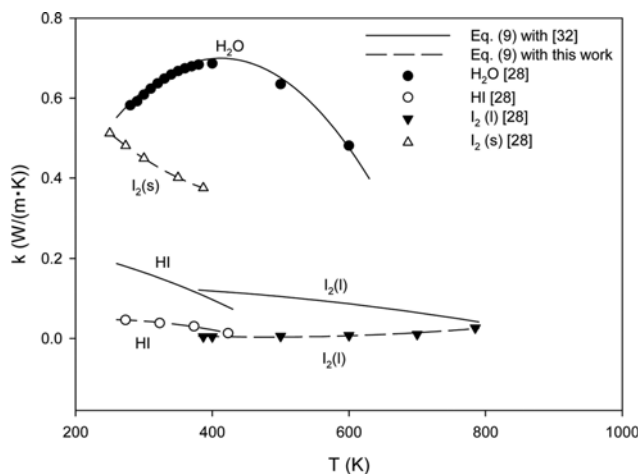 0.8
Eq. (9) with [32]
Eq. (9) with this work
H₂O [28]
HI [28]
I₂ (l) [28]
I₂ (s) [28]
H₂O
0.6
I₂(s)
0.4
k (W/(m·K)
0.2
HI
I₂(l)
0.0
HI
I₂(l)
200 400 600 800 1000
T (K)